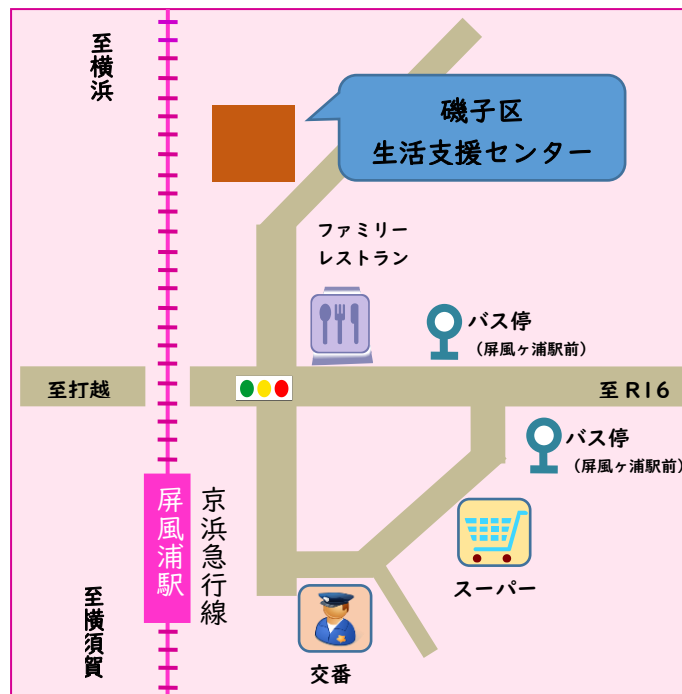 至横浜
磯子区
生活支援センター
ファミリー
レストラン
バス停
(屏風ヶ浦駅前)
至打越
至R16
バス停
(屏風ヶ浦駅前)
屏風浦駅
京浜急行線
スーパー
至横須賀
交番